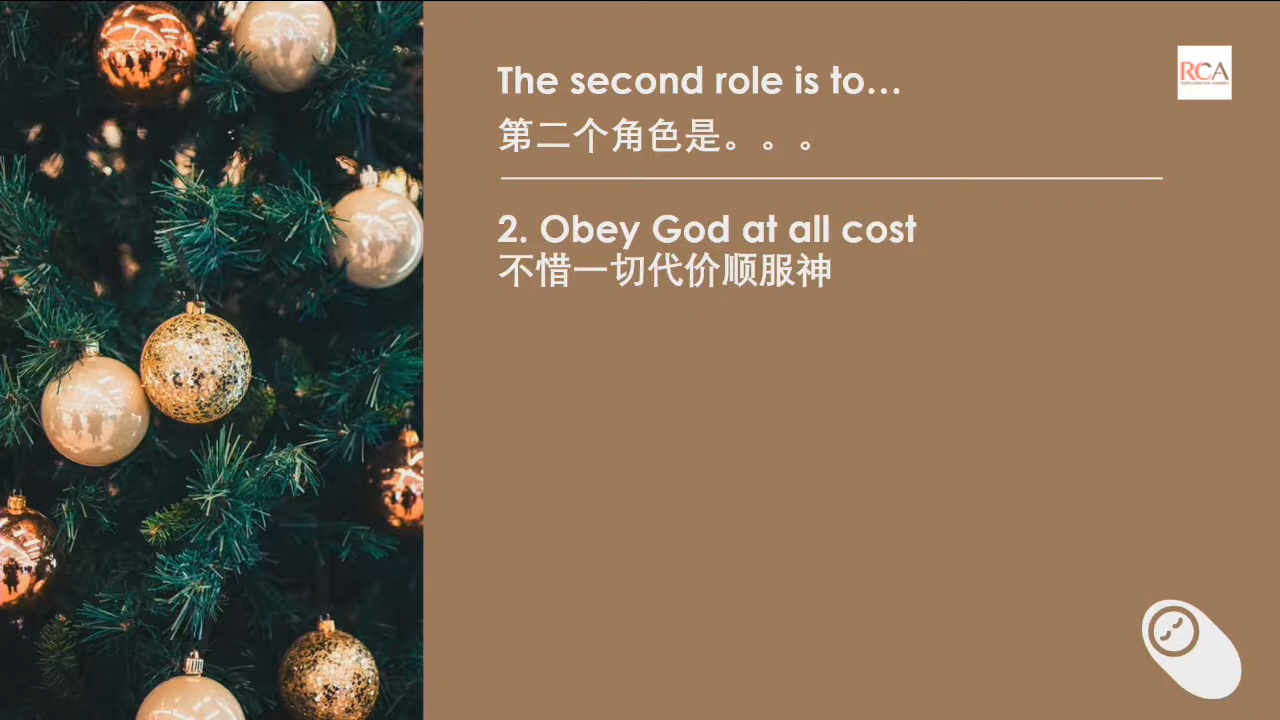 The second role is to...
第二个角色是。。。
2. Obey God at all cost
不惜一切代价顺服神
RCA